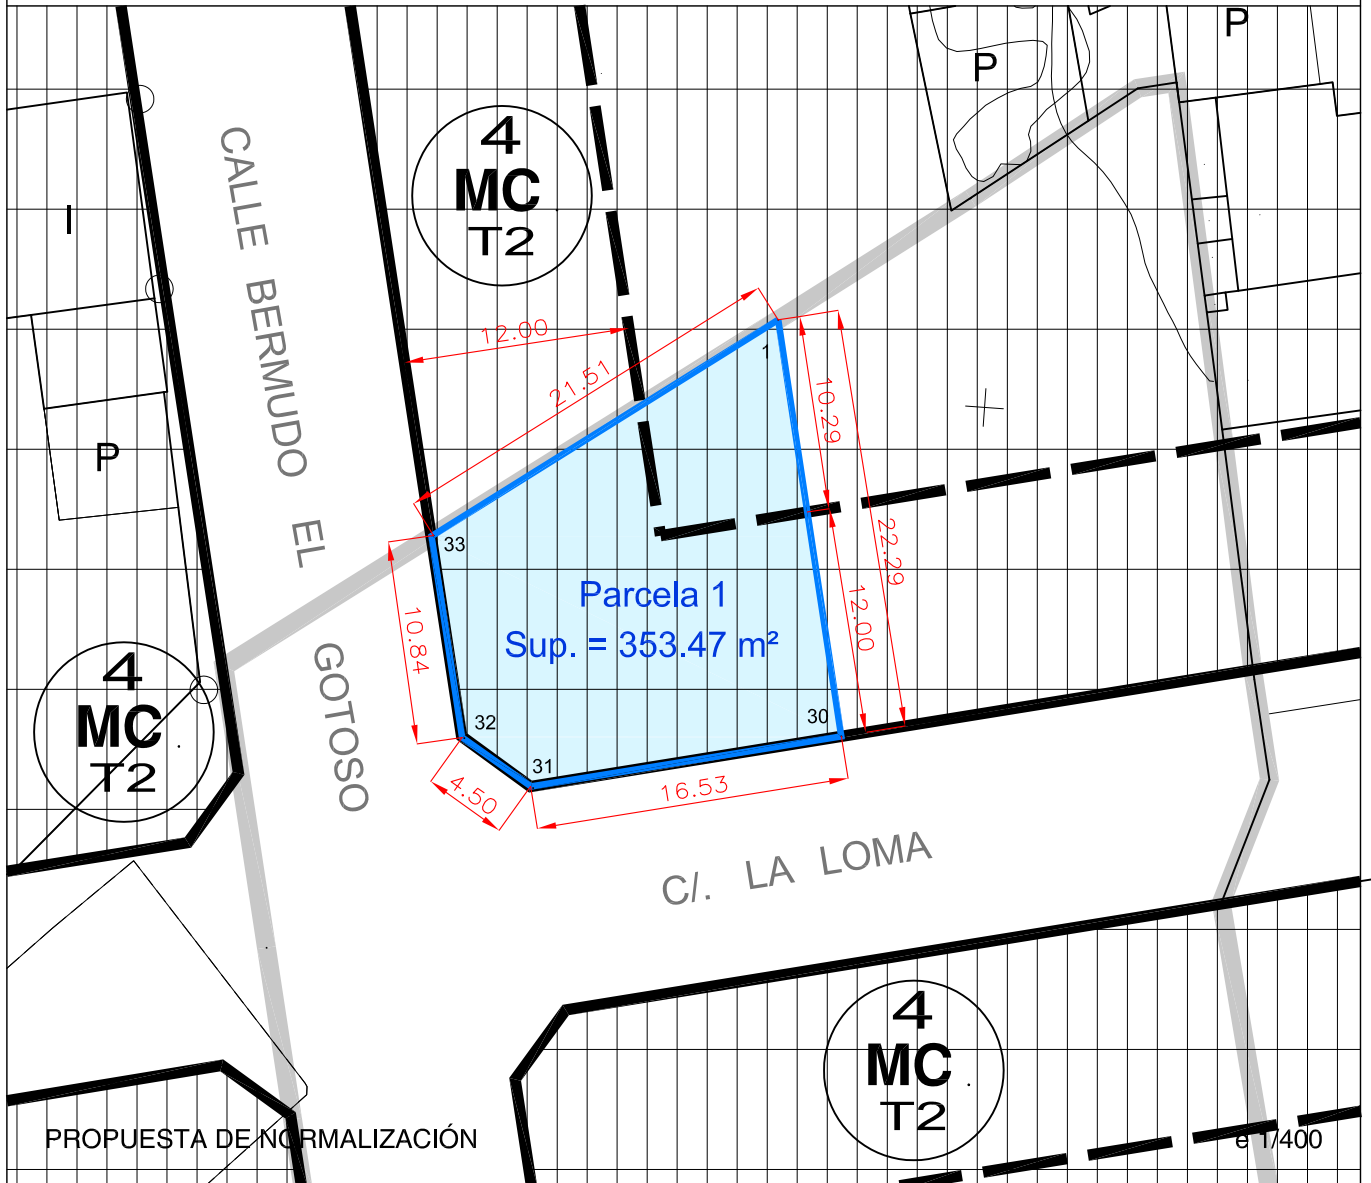 P
P
4
MC
T2
I
CALLE BERMUDO EL GOTOSO
12.00
21.51
1
10.29
P
33
22.29
Parcela 1
12.00
10.84
Sup. = 353.47 m²
4
MC
T2
32
30
31
4.50
16.53
C/. LA LOMA
4
MC
T2
PROPUESTA DE NORMALIZACIÓN
e 1/400